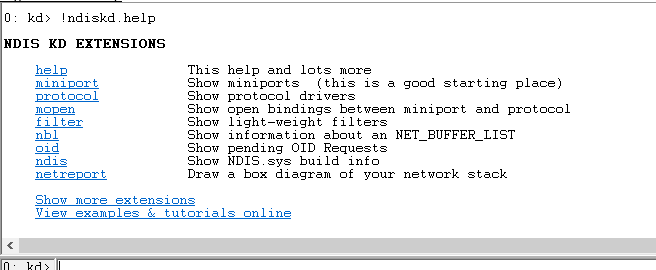 0: kd> !ndiskd.help
NDIS KD EXTENSIONS
help This help and lots more
miniport Show miniports (this is a good starting place)
protocol Show protocol drivers
mopen Show open bindings between miniport and protocol
filter Show light-weight filters
nbl Show information about an NET_BUFFER_LIST
oid Show pending OID Requests
ndis Show NDIS.sys build info
netreport Draw a box diagram of your network stack
Show more extensions
View examples & tutorials online
0: kd>